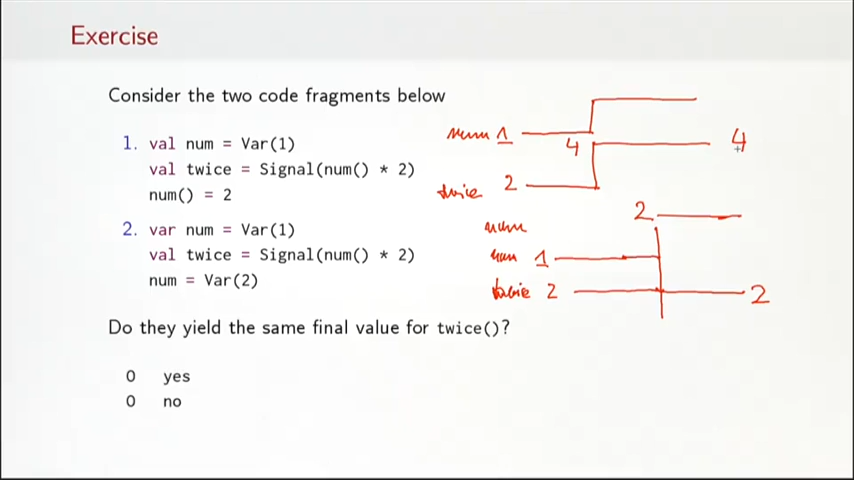 Exercise
Consider the two code fragments below
1. val num = Var(1)
val twice = Signal(num() * 2)
num() = 2
2. var num = Var(1)
val twice = Signal(num() * 2)
num = Var(2)
Do they yield the same final value for twice()?
0 yes
0 no
num 1
4
4
twice 2
2
num
num 1
twice 2
2